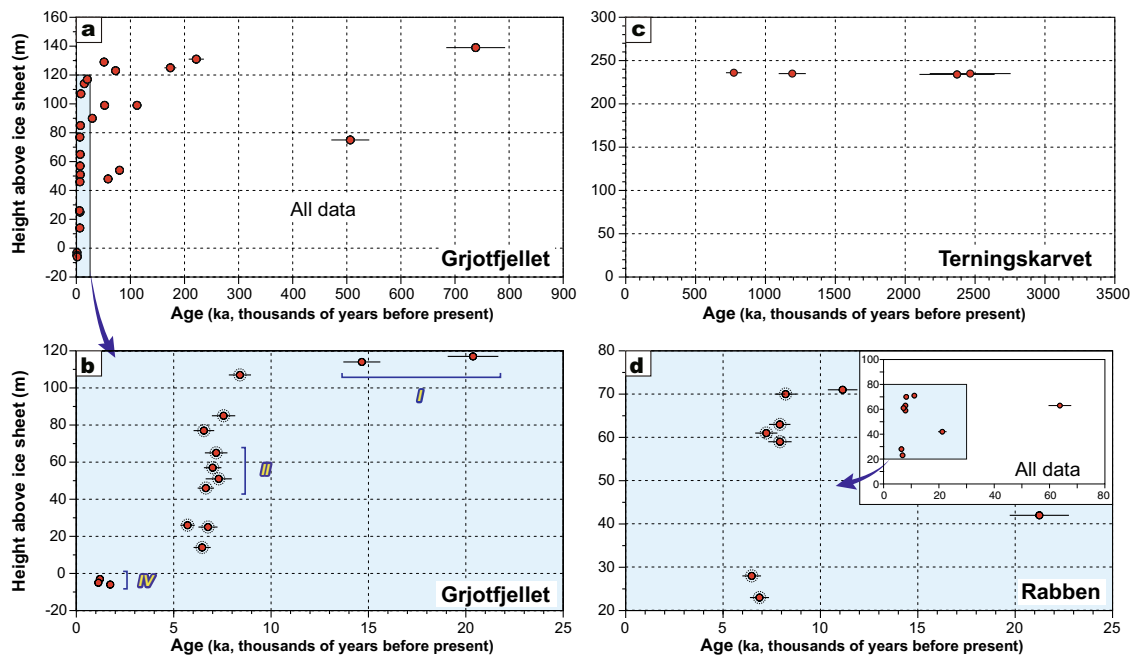 a
160
140
120
100
80
60
40
20
0
-20
0 100 200 300 400 500 600 700 800 900
Height above ice sheet (m)
Age (ka, thousands of years before present)
All data
Grjotfjellet
c
300
250
200
150
100
50
0
0 500 1000 1500 2000 2500 3000 3500
Age (ka, thousands of years before present)
Terningskarvet
b
120
100
80
60
40
20
0
-20
0 5 10 15 20 25
Height above ice sheet (m)
Age (ka, thousands of years before present)
I
II
IV
Grjotfjellet
d
80
70
60
50
40
30
20
0 5 10 15 20 25
Age (ka, thousands of years before present)
100
80
60
40
20
0
0 20 40 60 80
All data
Rabben